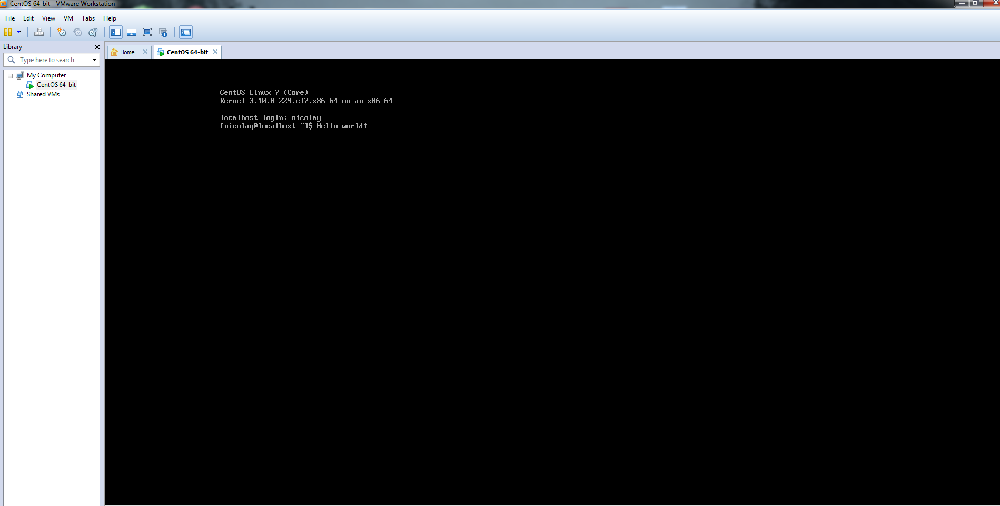 CentOS 64-bit - VMware Workstation
File Edit View VM Tabs Help
Library
Type here to search
My Computer
CentOS 64-bit
Shared VMs
Home
CentOS 64-bit
CentOS Linux 7 (Core)
Kernel 3.10.0-229.el7.x86_64 on an x86_64
localhost login: nicolay
[nicolay@localhost ~]$ Hello world!